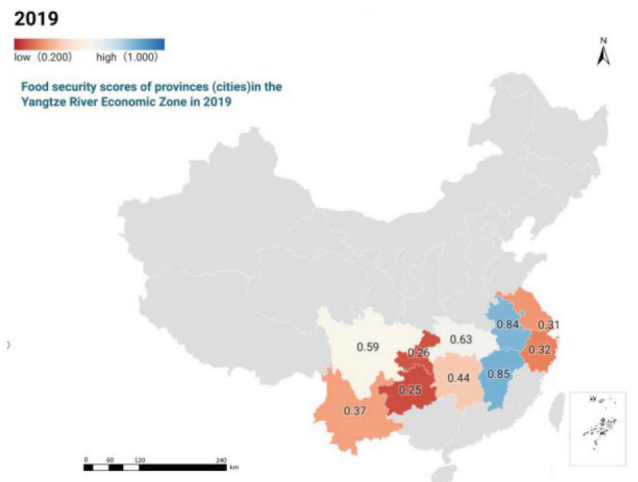 2019
low (0.200) high (1.000)
Food security scores of provinces (cities)in the
Yangtze River Economic Zone in 2019
N
0.84
0.31
0.63
0.32
0.59
0.26
0.85
0.44
0.25
0.37
0 60 120 240
km